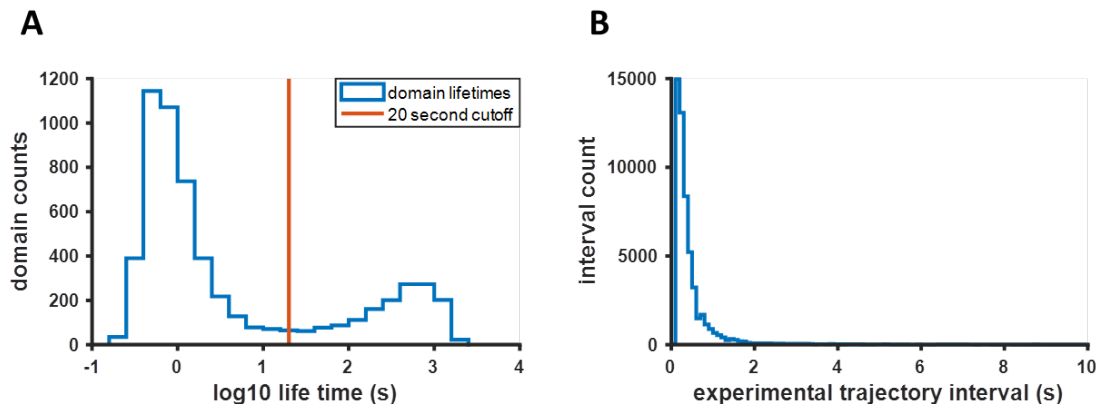 A
B
1200
1000
800
600
400
200
0
domain counts
domain lifetimes
20 second cutoff
-1
0
1
2
3
4
log10 life time (s)
15000
10000
5000
0
interval count
0
2
4
6
8
10
experimental trajectory interval (s)